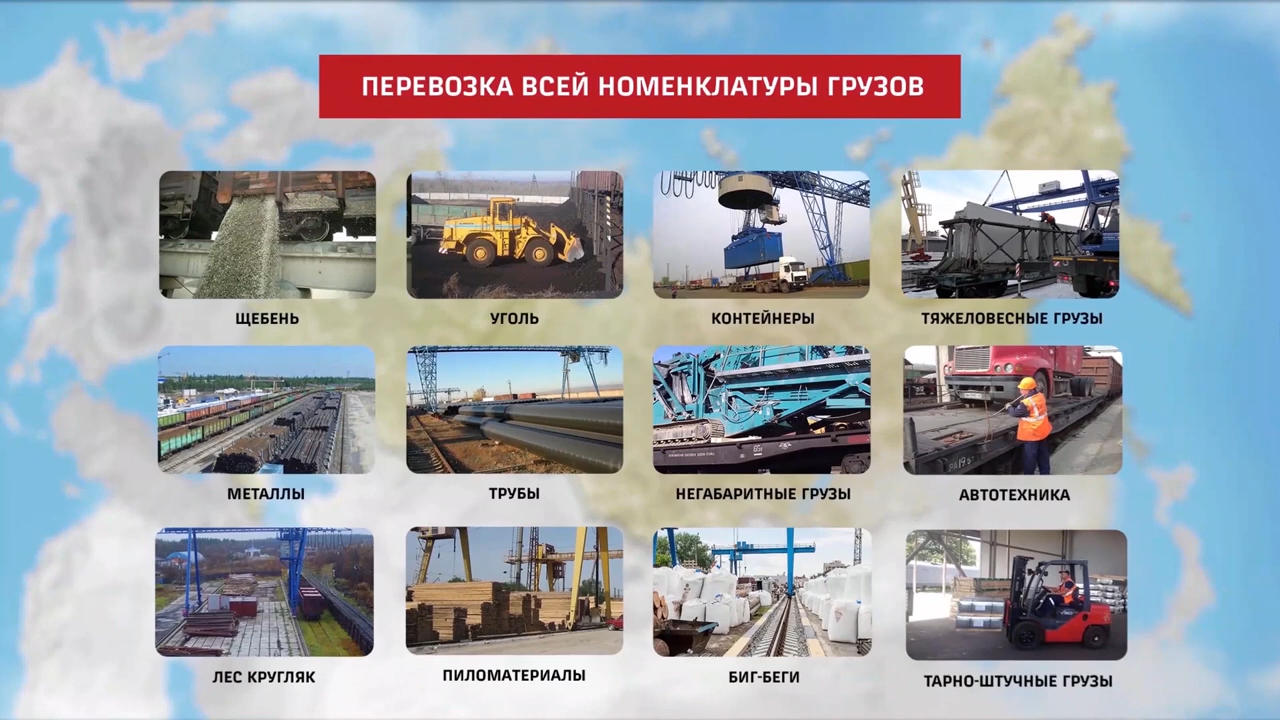 ПЕРЕВОЗКА ВСЕЙ НОМЕНКЛАТУРЫ ГРУЗОВ
ЩЕБЕНЬ
УГОЛЬ
КОНТЕЙНЕРЫ
ТЯЖЕЛОВЕСНЫЕ ГРУЗЫ
МЕТАЛЛЫ
ТРУБЫ
НЕГАБАРИТНЫЕ ГРУЗЫ
АВТОТЕХНИКА
ЛЕС КРУГЛЯК
ПИЛОМАТЕРИАЛЫ
БИГ-БЕГИ
ТАРНО-ШТУЧНЫЕ ГРУЗЫ